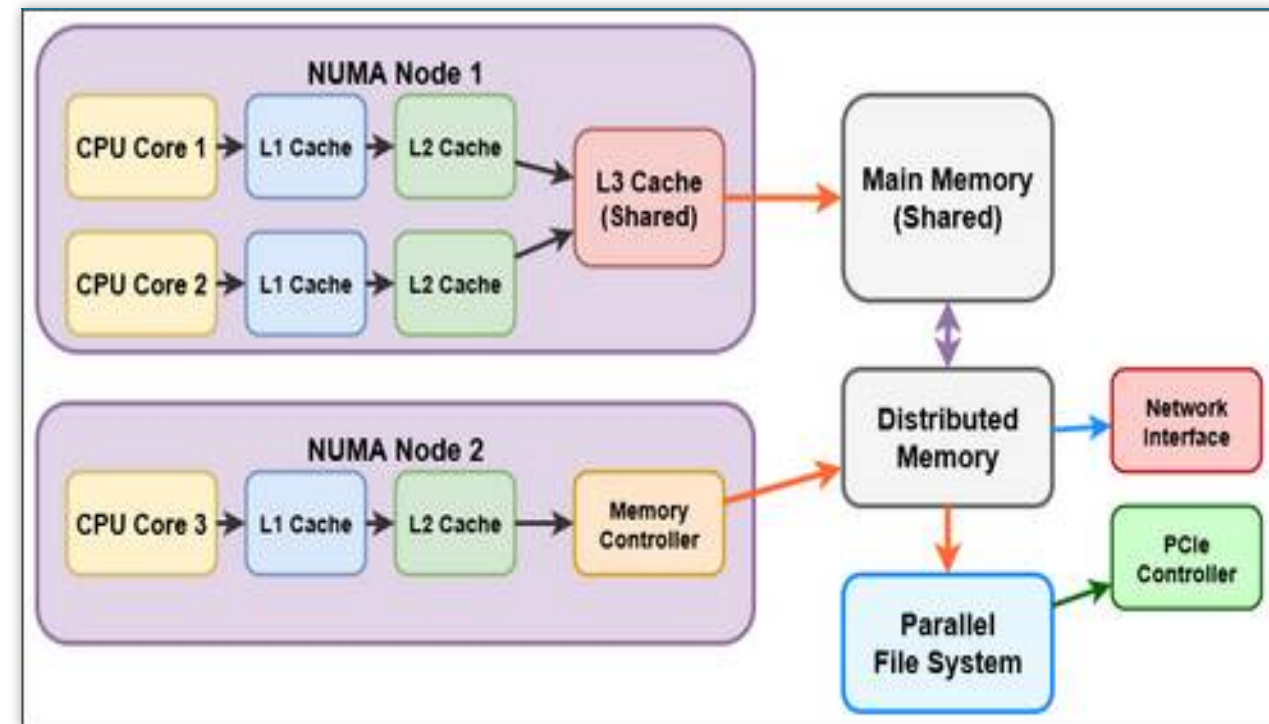 NUMA Node 1
CPU Core 1
L1 Cache
L2 Cache
CPU Core 2
L1 Cache
L2 Cache
L3 Cache
(Shared)
Main Memory
(Shared)
NUMA Node 2
CPU Core 3
L1 Cache
L2 Cache
Memory
Controller
Distributed
Memory
Network
Interface
PCIe
Controller
Parallel
File System